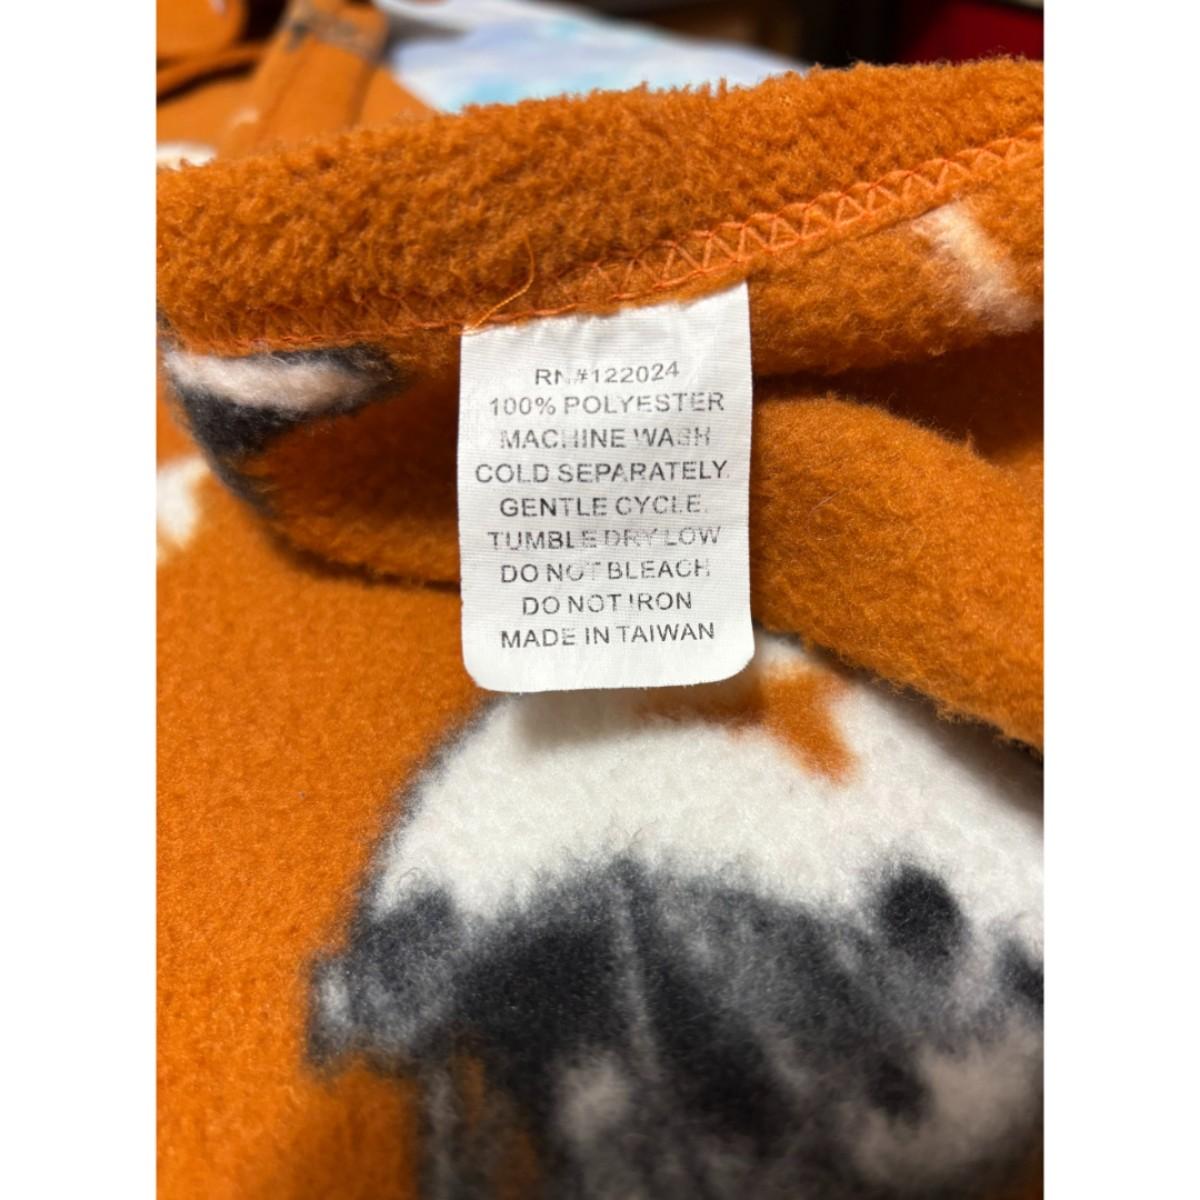 RN#122024
100% POLYESTER
MACHINE WASH
COLD SEPARATELY.
GENTLE CYCLE.
TUMBLE DRY LOW
DO NOT BLEACH
DO NOT IRON
MADE IN TAIWAN